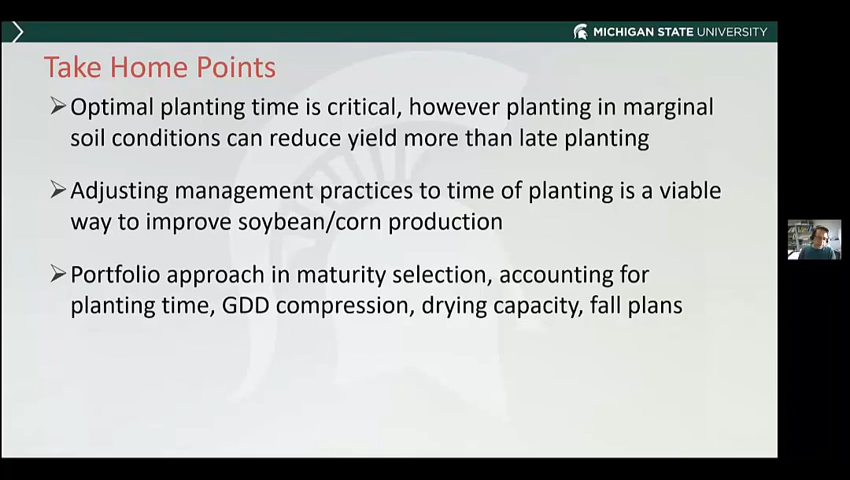 MICHIGAN STATE UNIVERSITY
Take Home Points
Optimal planting time is critical, however planting in marginal
soil conditions can reduce yield more than late planting
Adjusting management practices to time of planting is a viable
way to improve soybean/corn production
Portfolio approach in maturity selection, accounting for
planting time, GDD compression, drying capacity, fall plans